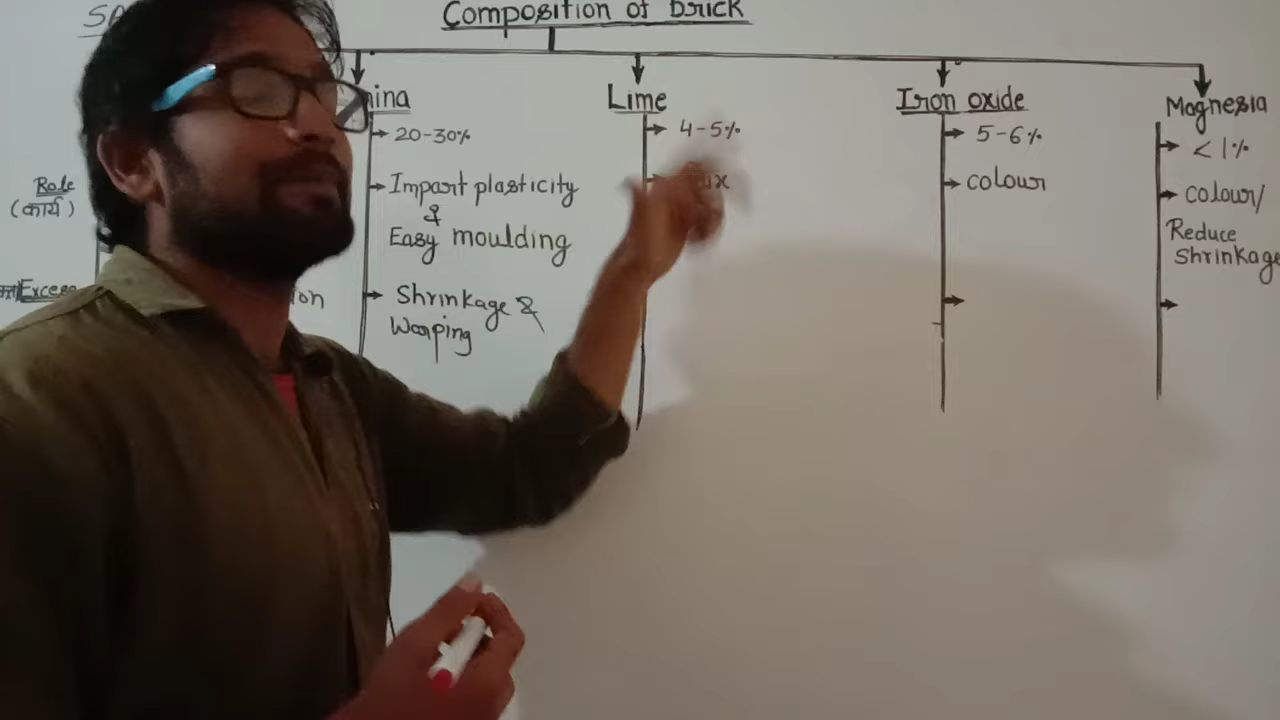 Composition of brick
Lime
Iron oxide
Magnesia
20-30%
4-5%
5-6%
<1%
Role
(कार्य)
Impart plasticity
&
Easy moulding
colour
colour/
Reduce
Shrinkage
Excess
Shrinkage &
Warping